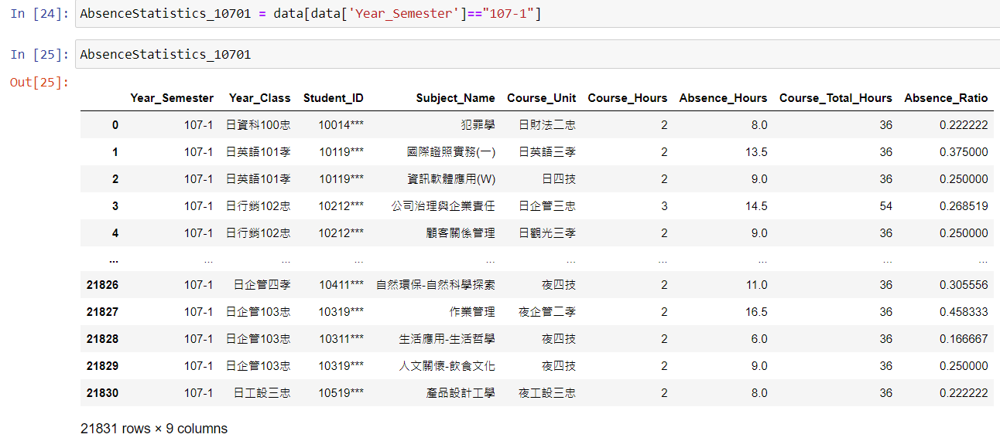 In [24]: AbsenceStatistics_10701 = data[data['Year_Semester']=="107-1"]
In [25]: AbsenceStatistics_10701
Out[25]:
Year_Semester Year_Class Student_ID Subject_Name Course_Unit Course_Hours Absence_Hours Course_Total_Hours Absence_Ratio
0 107-1 日資科100忠 10014*** 犯罪學 日財法二忠 2 8.0 36 0.222222
1 107-1 日英語101孝 10119*** 國際證照實務(一) 日英語三孝 2 13.5 36 0.375000
2 107-1 日英語101孝 10119*** 資訊軟體應用(W) 日四技 2 9.0 36 0.250000
3 107-1 日行銷102忠 10212*** 公司治理與企業責任 日企管三忠 3 14.5 54 0.268519
4 107-1 日行銷102忠 10212*** 顧客關係管理 日觀光三孝 2 9.0 36 0.250000
... ... ... ... ... ... ... ... ... ...
21826 107-1 日企管四孝 10411*** 自然環保-自然科學探索 夜四技 2 11.0 36 0.305556
21827 107-1 日企管103忠 10319*** 作業管理 夜企管二孝 2 16.5 36 0.458333
21828 107-1 日企管103忠 10311*** 生活應用-生活哲學 夜四技 2 6.0 36 0.166667
21829 107-1 日企管103忠 10319*** 人文關懷-飲食文化 夜四技 2 9.0 36 0.250000
21830 107-1 日工設三忠 10519*** 產品設計工學 夜工設三忠 2 8.0 36 0.222222
21831 rows × 9 columns